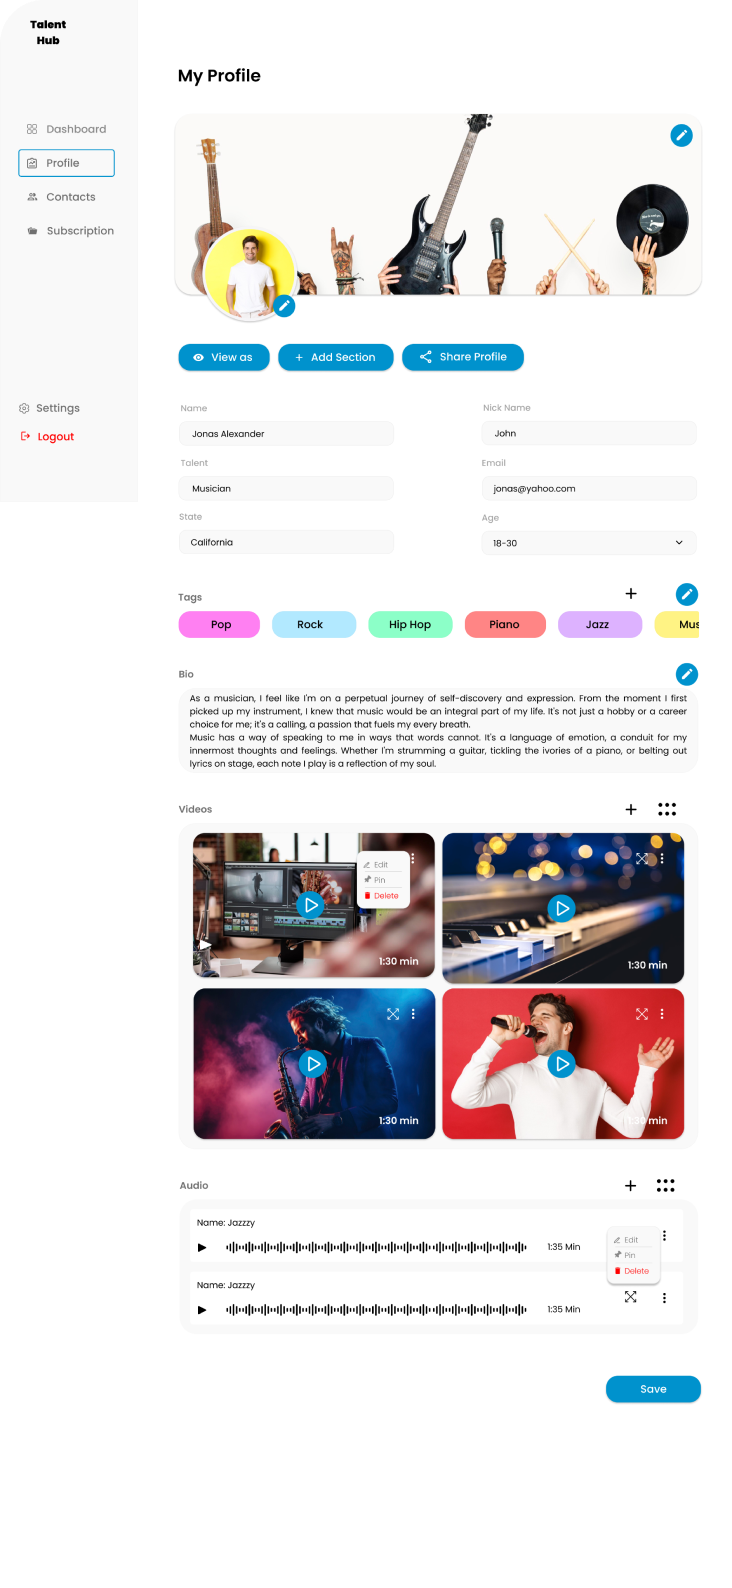 Talent
Hub
My Profile
Dashboard
Profile
Contacts
Subscription
Settings
Logout
View as
+ Add Section
Share Profile
Name
Nick Name
Jonas Alexander
John
Talent
Email
Musician
jonas@yahoo.com
State
Age
California
18-30
Tags
+
Pop
Rock
Hip Hop
Piano
Jazz
Mus
Bio
As a musician, I feel like I'm on a perpetual journey of self-discovery and expression. From the moment I first
picked up my instrument, I knew that music would be an integral part of my life. It's not just a hobby or a career
choice for me; it's a calling, a passion that fuels my every breath.
Music has a way of speaking to me in ways that words cannot. It's a language of emotion, a conduit for my
innermost thoughts and feelings. Whether I'm strumming a guitar, tickling the ivories of a piano, or belting out
lyrics on stage, each note I play is a reflection of my soul.
Videos
+
Edit
Pin
Delete
1:30 min
1:30 min
1:30 min
1:30 min
Audio
+
Name: Jazzzy
1:35 Min
Edit
Pin
Delete
Name: Jazzzy
1:35 Min
Save